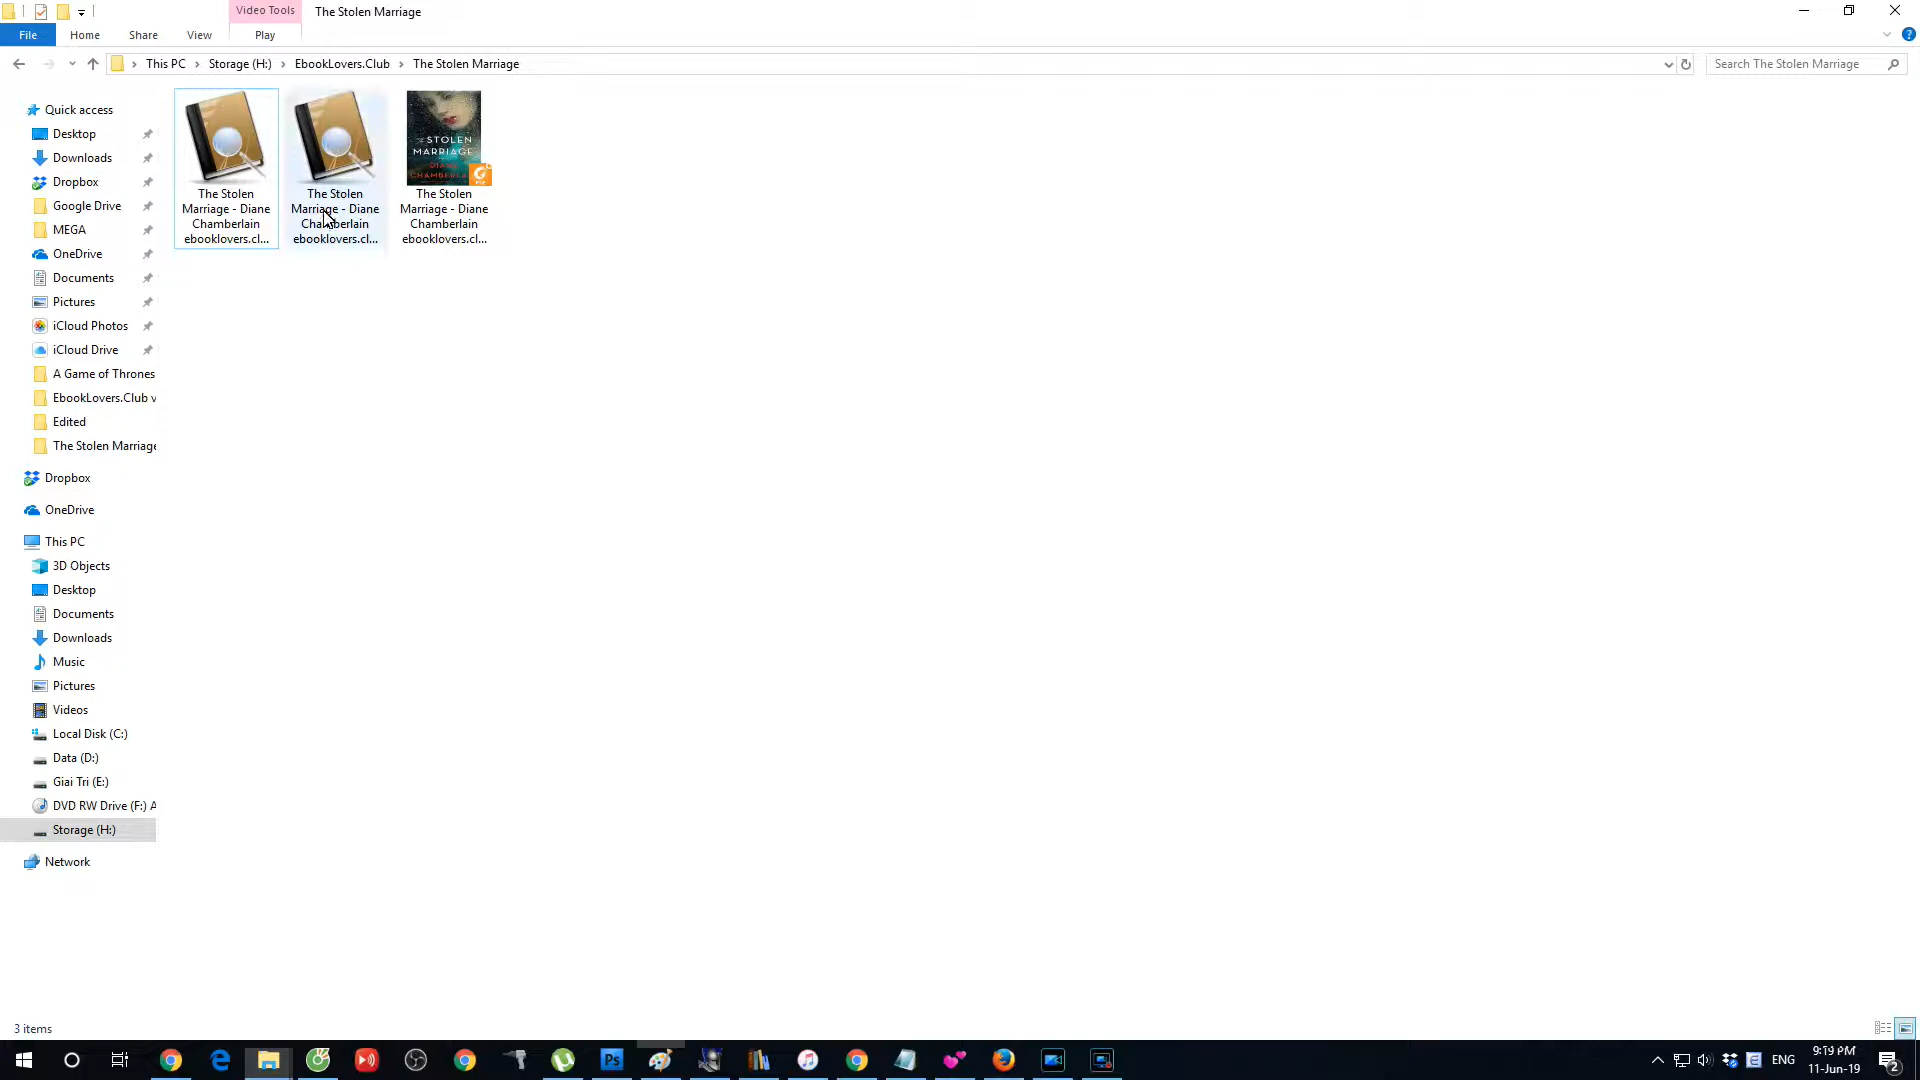 Video Tools
The Stolen Marriage
File
Home
Share
View
Play
This PC
Storage (H:)
EbookLovers.Club
The Stolen Marriage
Search The Stolen Marriage
Quick access
Desktop
Downloads
Dropbox
Google Drive
MEGA
OneDrive
Documents
Pictures
iCloud Photos
iCloud Drive
A Game of Thrones
EbookLovers.Club v
Edited
The Stolen Marriage
Dropbox
OneDrive
This PC
3D Objects
Desktop
Documents
Downloads
Music
Pictures
Videos
Local Disk (C:)
Data (D:)
Giai Tri (E:)
DVD RW Drive (F:) A
Storage (H:)
Network
The Stolen
Marriage - Diane
Chamberlain
ebooklovers.cl...
The Stolen
Marriage - Diane
Chamberlain
ebooklovers.cl...
STOLEN
MARRIAGE
DIANE
PDF
The Stolen
Marriage - Diane
Chamberlain
ebooklovers.cl...
3 items
Ps
ENG
9:19 PM
11-Jun-19
2